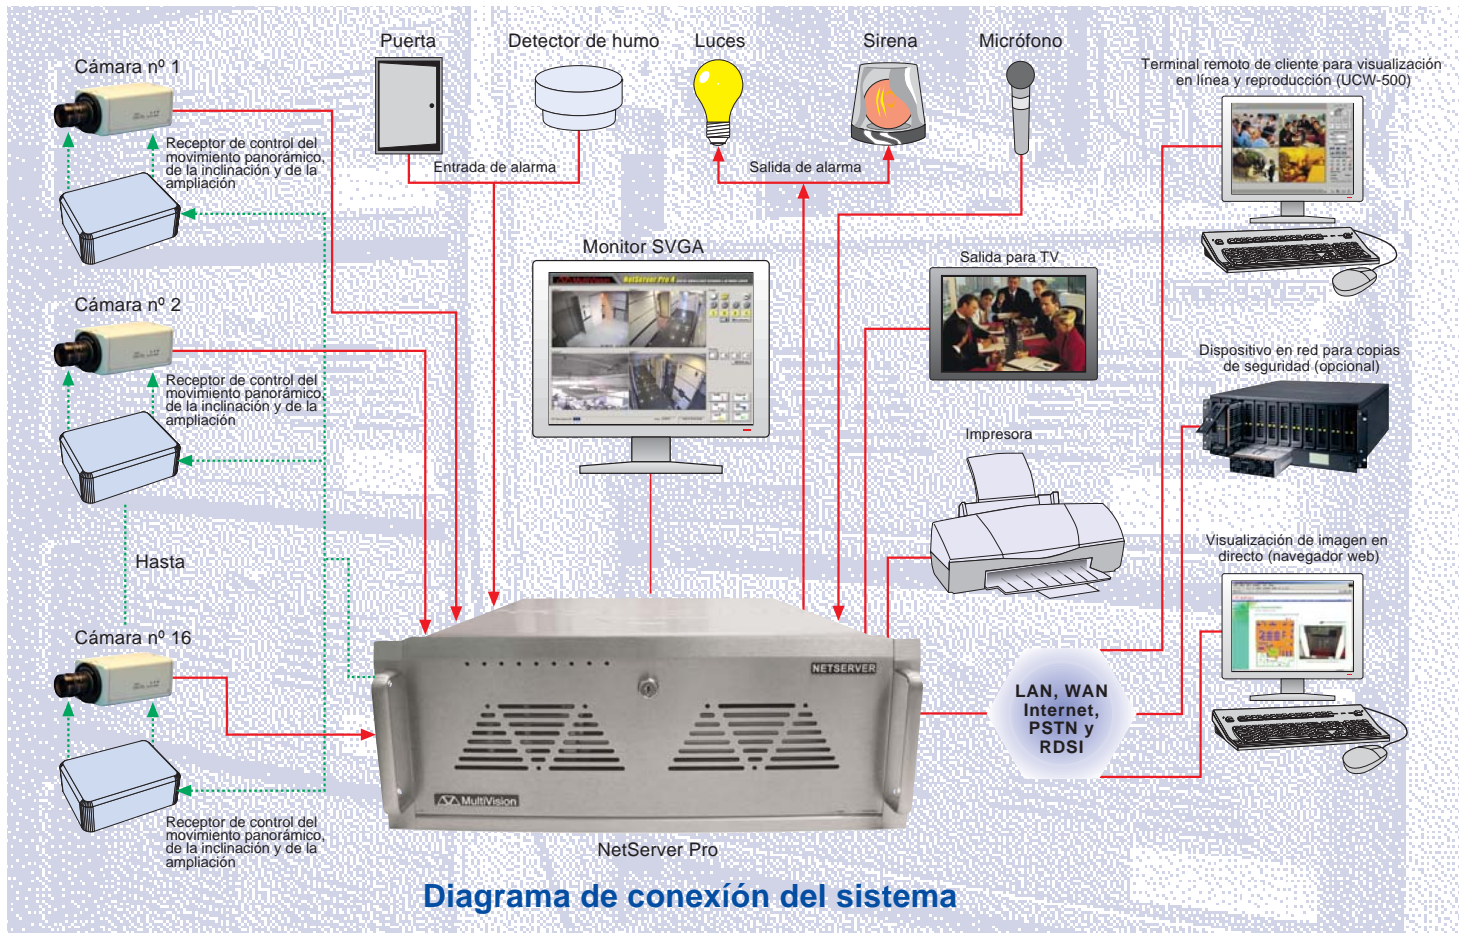 Puerta
Detector de humo
Luces
Sirena
Micrófono
Cámara nº 1
Terminal remoto de cliente para visualización
en línea y reproducción (UCW-500)
Receptor de control del
movimiento panorámico,
de la inclinación y de la
ampliación
Entrada de alarma
Salida de alarma
Monitor SVGA
NetServer Pro 4
Salida para TV
Cámara nº 2
Receptor de control del
movimiento panorámico,
de la inclinación y de la
ampliación
Dispositivo en red para copias
de seguridad (opcional)
Impresora
Visualización de imagen en
directo (navegador web)
Hasta
Cámara nº 16
NETSERVER
LAN, WAN
Internet,
PSTN y
RDSI
MultiVision
Receptor de control del
movimiento panorámico,
de la inclinación y de la
ampliación
NetServer Pro
Diagrama de conexíón del sistema